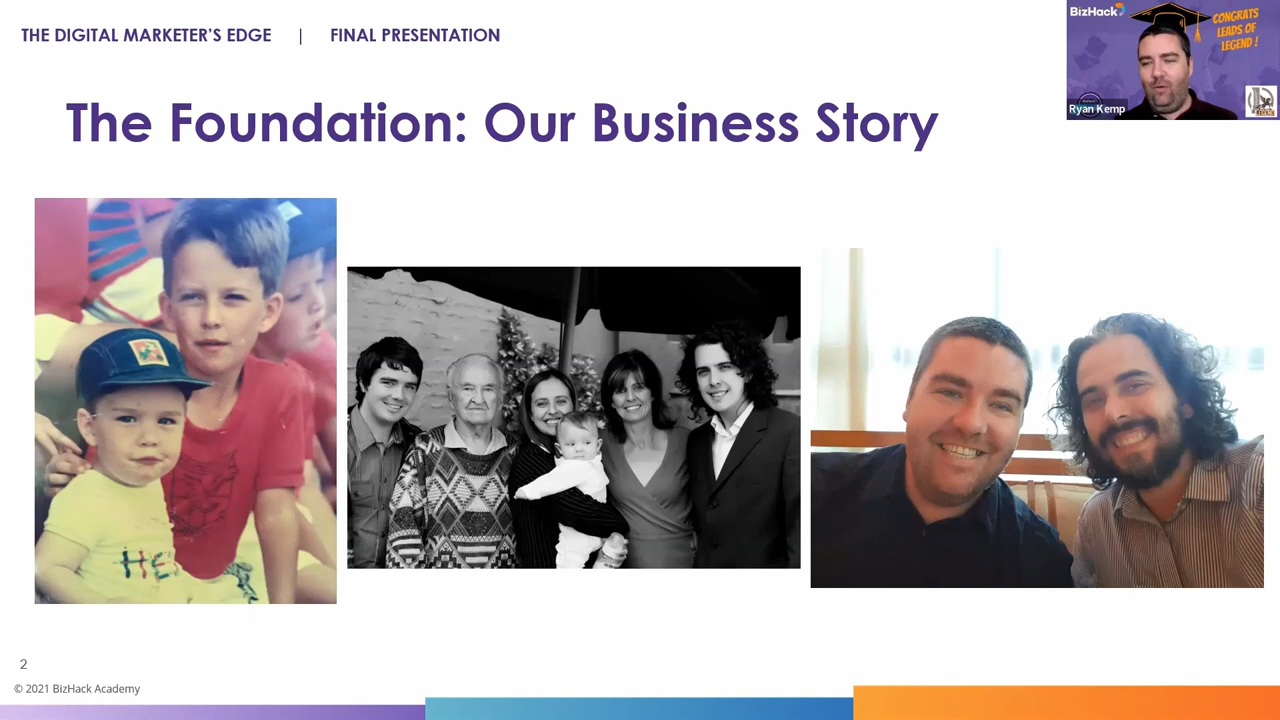 THE DIGITAL MARKETER'S EDGE | FINAL PRESENTATION
BizHack
CONGRATS
LEADS OF
LEGEND !
Ryan Kemp
The Foundation: Our Business Story
HE
2
© 2021 BizHack Academy